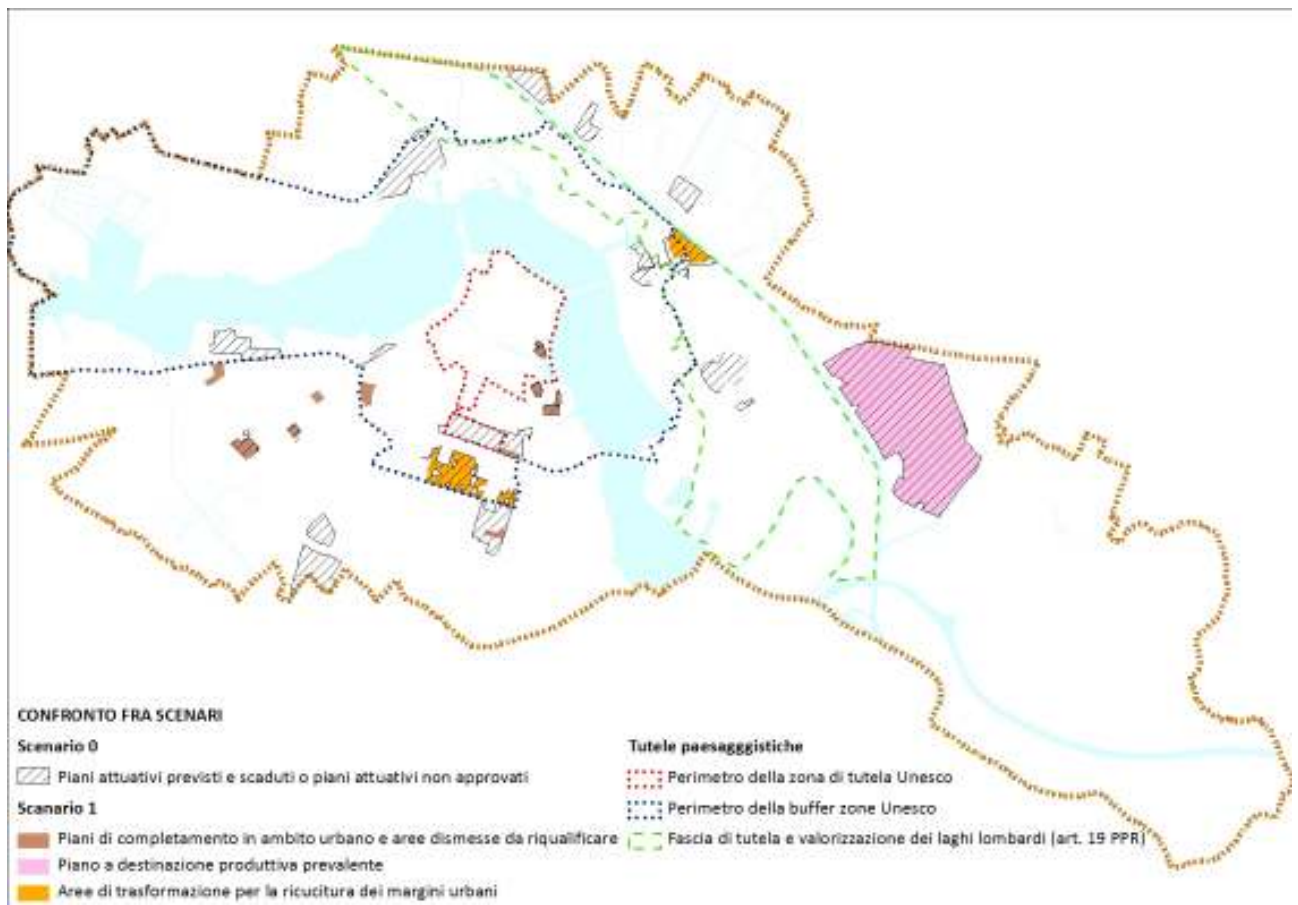 CONFRONTO FRA SCENARI
Scenario 0
Piani attuativi previsti e scaduti o piani attuativi non approvati
Scanario 1
Piani di completamento in ambito urbano e aree dismesse da riqualificare
Piano a destinazione produttiva prevalente
Aree di trasformazione per la ricucitura dei margini urbani
Tutele paesagggistiche
Perimetro della zona di tutela Unesco
Perimetro della buffer zone Unesco
Fascia di tutela e valorizzazione dei laghi lombardi (art. 19 PPR)